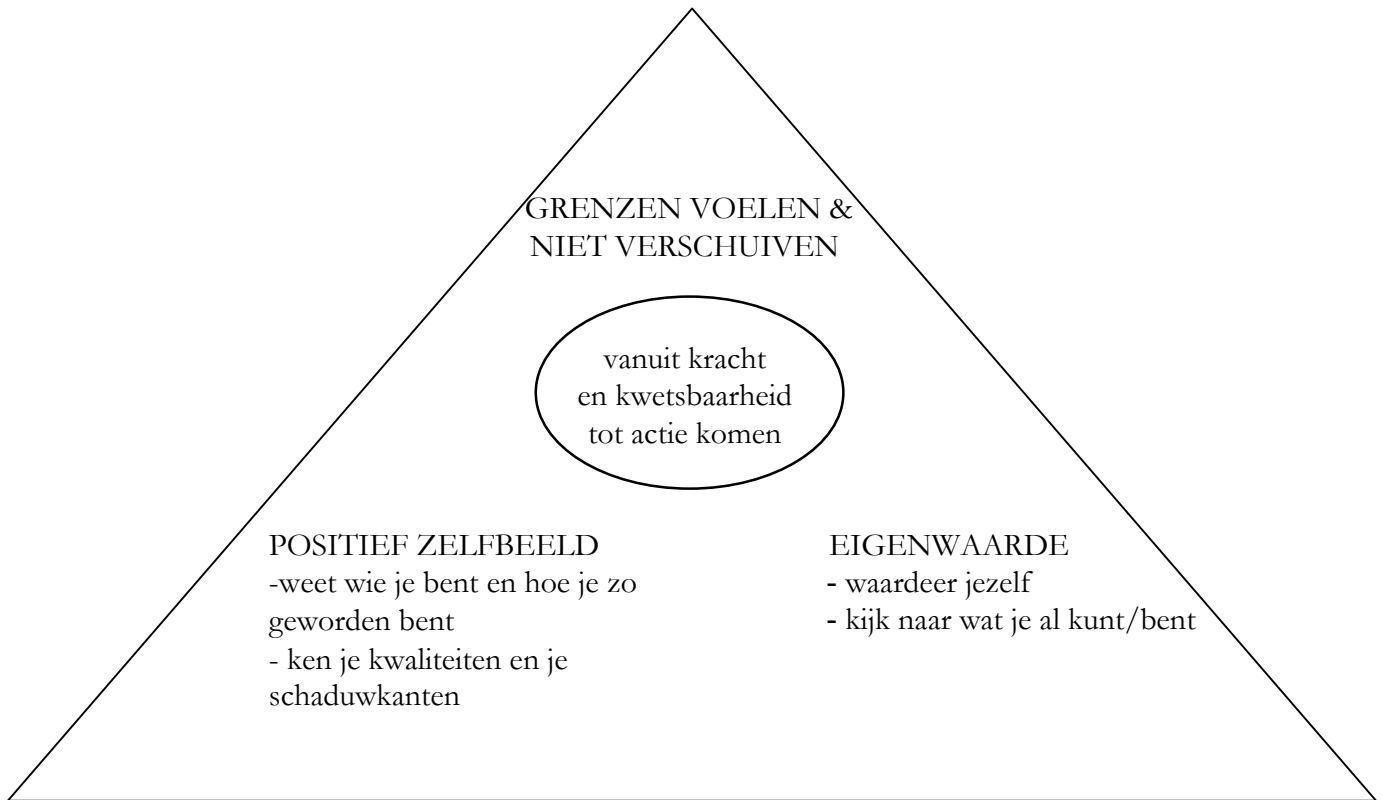 GRENZEN VOELEN &
NIET VERSCHUIVEN
vanuit kracht
en kwetsbaarheid
tot actie komen
POSITIEF ZELFBEELD
-weet wie je bent en hoe je zo
geworden bent
- ken je kwaliteiten en je
schaduwkanten
EIGENWAARDE
- waardeer jezelf
- kijk naar wat je al kunt/bent